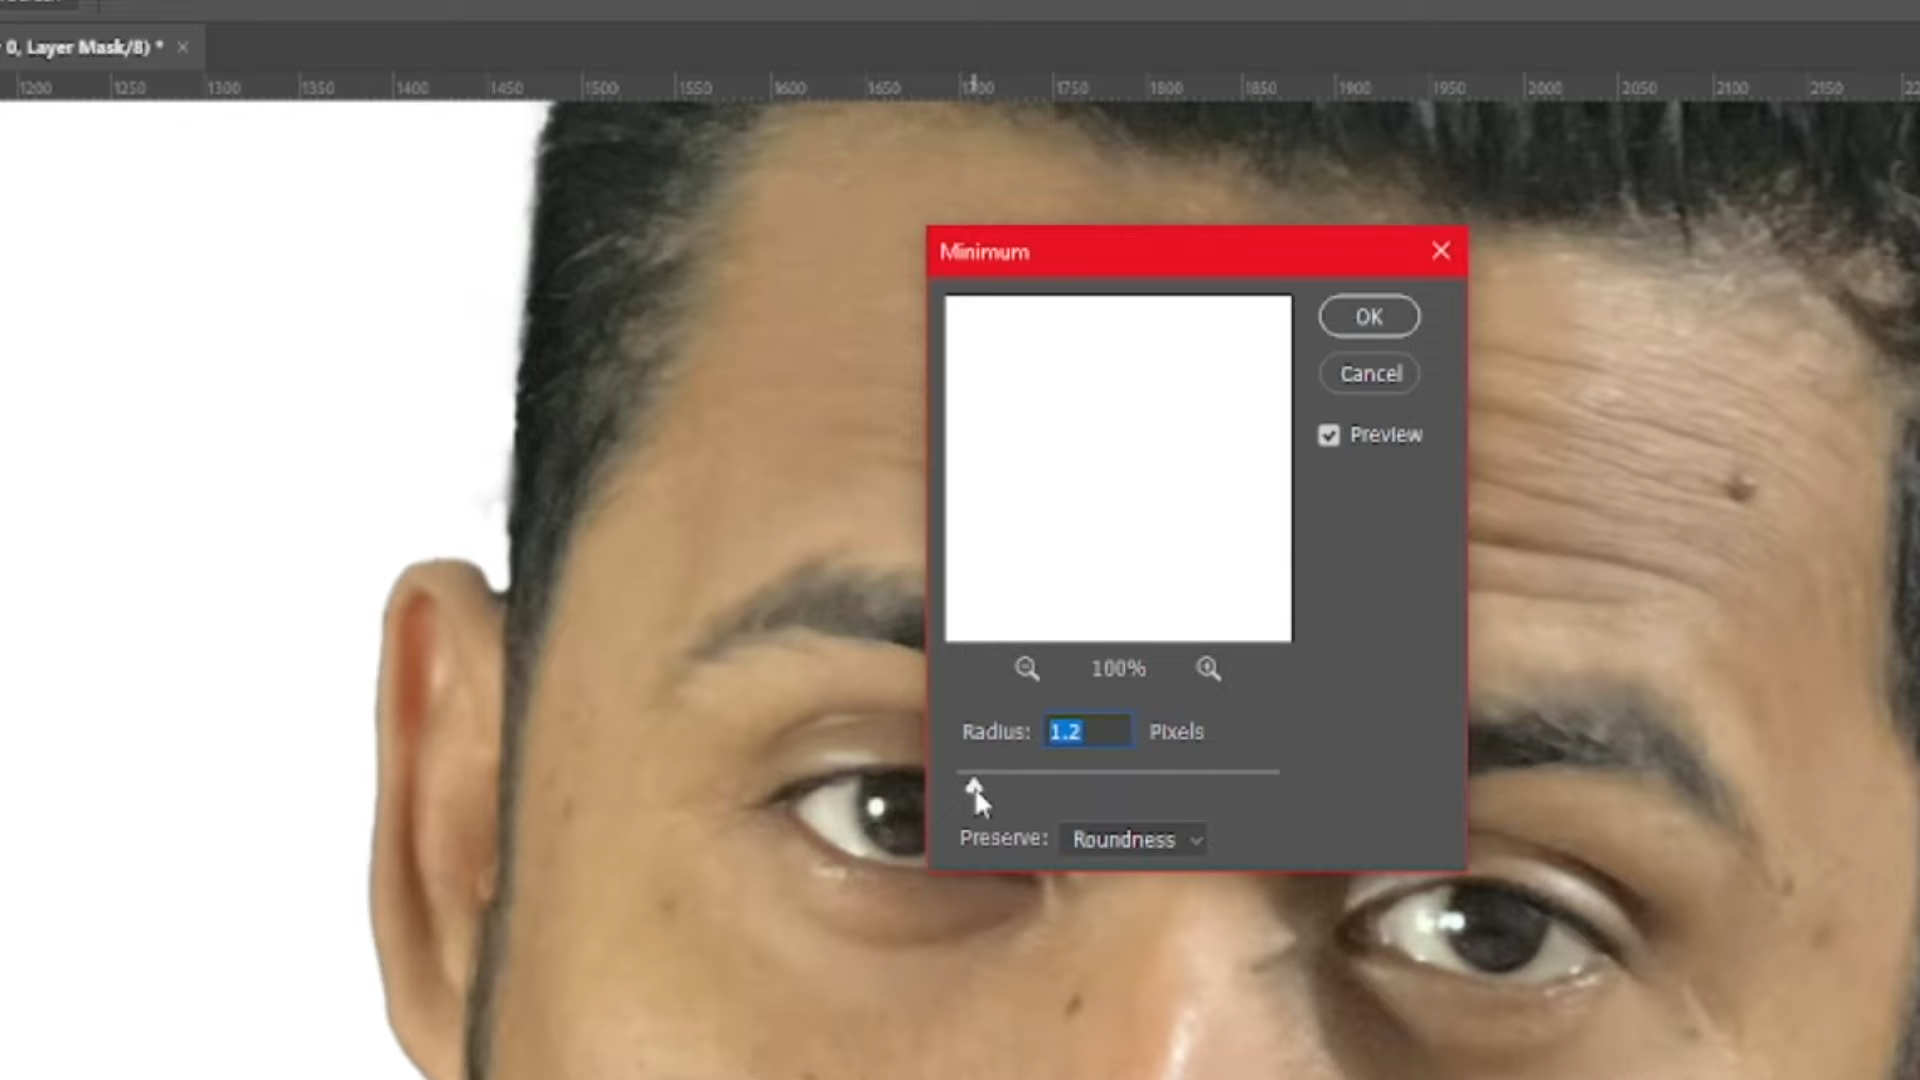 0, Layer Mask/8) * ×
1200 1250 1300 1350 1400 1450 1500 1550 1600 1650 1700 1750 1800 1850 1900 1950 2000 2050 2100 2150
Minimum
OK
Cancel
Preview
100%
Radius: 1.2 Pixels
Preserve: Roundness